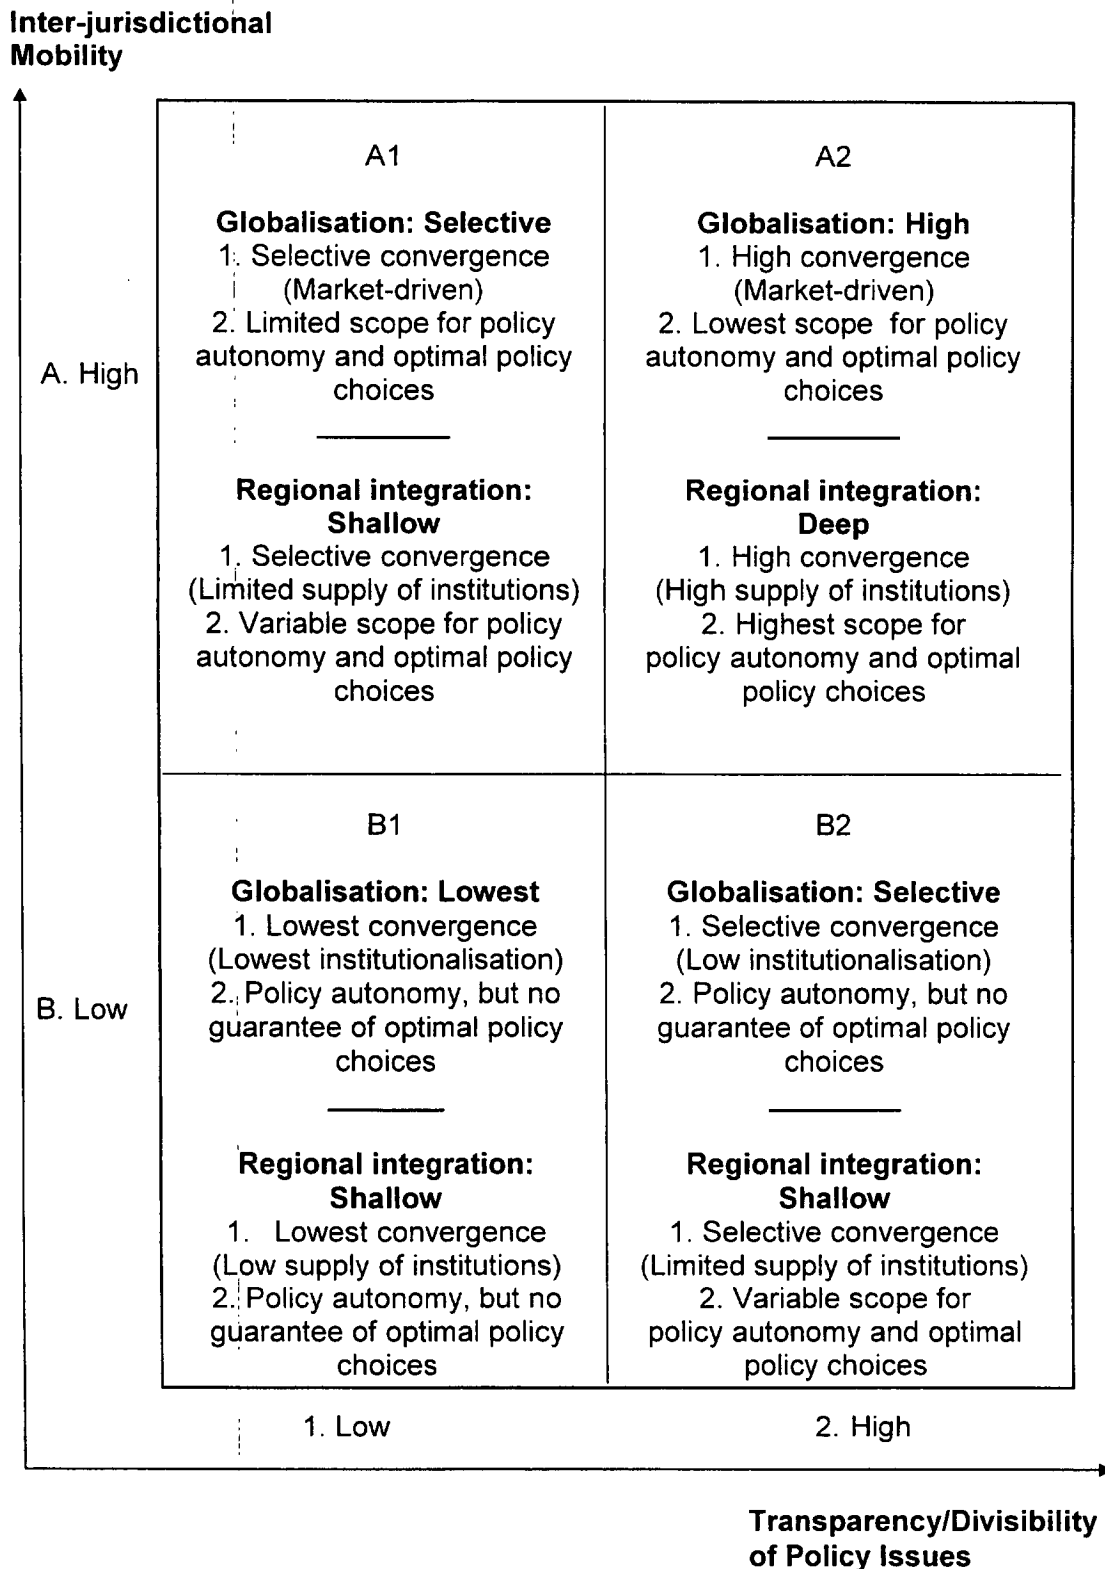 Inter-jurisdictional
Mobility
A1
Globalisation: Selective
1. Selective convergence
(Market-driven)
2. Limited scope for policy
autonomy and optimal policy
choices
Regional integration:
Shallow
1. Selective convergence
(Limited supply of institutions)
2. Variable scope for policy
autonomy and optimal policy
choices
A2
Globalisation: High
1. High convergence
(Market-driven)
2. Lowest scope for policy
autonomy and optimal policy
choices
Regional integration:
Deep
1. High convergence
(High supply of institutions)
2. Highest scope for
policy autonomy and optimal
policy choices
A. High
B1
Globalisation: Lowest
1. Lowest convergence
(Lowest institutionalisation)
2. Policy autonomy, but no
guarantee of optimal policy
choices
Regional integration:
Shallow
1. Lowest convergence
(Low supply of institutions)
2. Policy autonomy, but no
guarantee of optimal policy
choices
B2
Globalisation: Selective
1. Selective convergence
(Low institutionalisation)
2. Policy autonomy, but no
guarantee of optimal policy
choices
Regional integration:
Shallow
1. Selective convergence
(Limited supply of institutions)
2. Variable scope for
policy autonomy and optimal
policy choices
B. Low
1. Low
2. High
Transparency/Divisibility
of Policy Issues